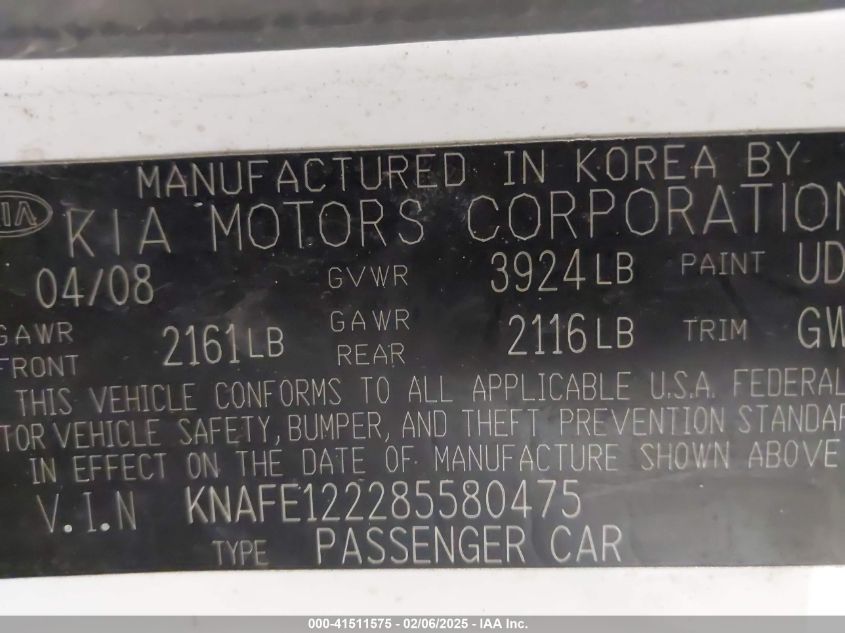 MANUFACTURED IN KOREA BY
KIA KIA MOTORS CORPORATION
04/08 GVWR 3924LB PAINT UD
GAWR FRONT 2161LB GAWR REAR 2116LB TRIM GW
THIS VEHICLE CONFORMS TO ALL APPLICABLE U.S.A. FEDERAL
TOR VEHICLE SAFETY, BUMPER, AND THEFT PREVENTION STANDAR
IN EFFECT ON THE DATE OF MANUFACTURE SHOWN ABOVE
V.I.N KNAFE122285580475
TYPE PASSENGER CAR
000-41511575 - 02/06/2025 - IAA Inc.